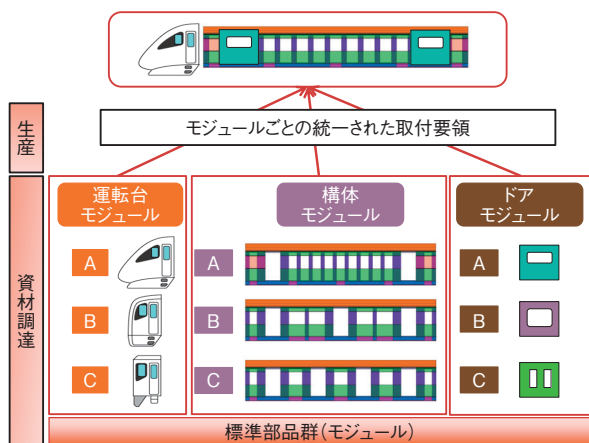 生産
モジュールごとの統一された取付要領
資材調達
運転台
モジュール
A
B
C
構体
モジュール
A
B
C
ドア
モジュール
A
B
C
標準部品群(モジュール)